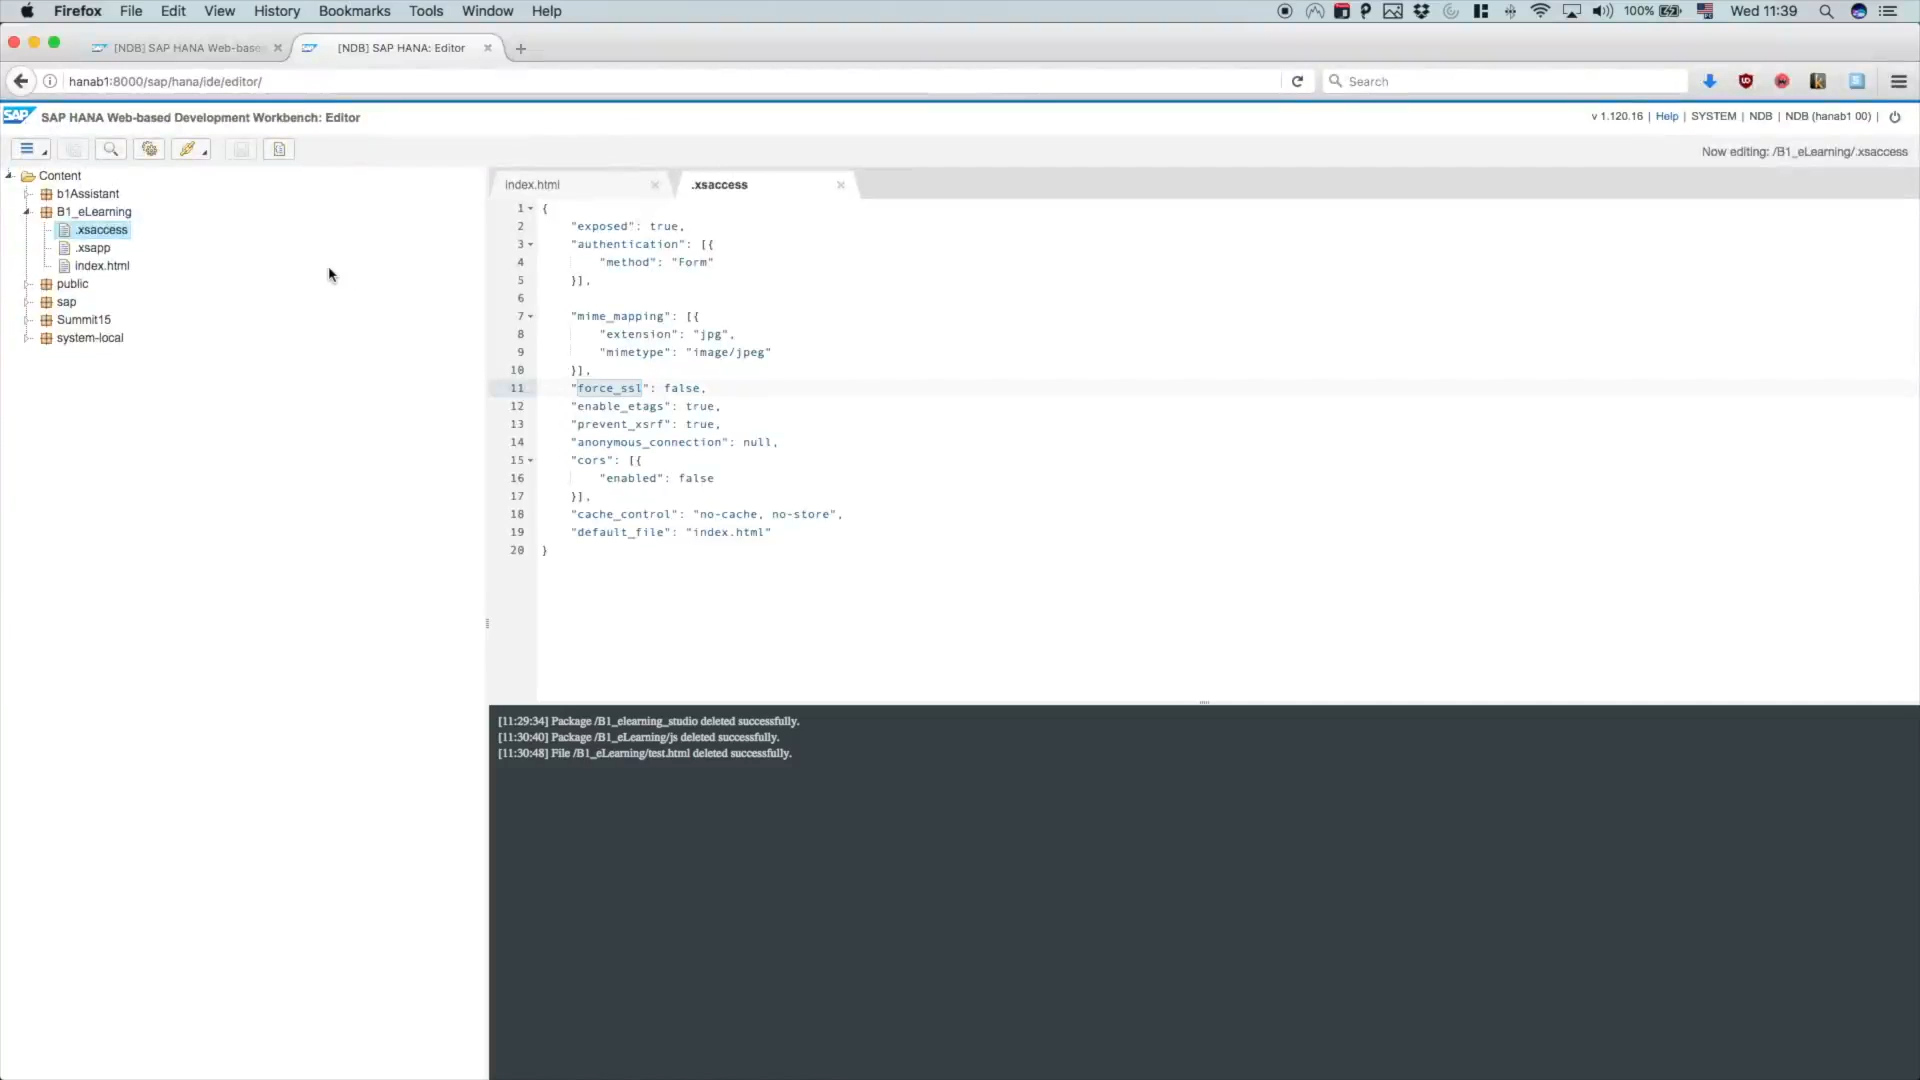 Firefox File Edit View History Bookmarks Tools Window Help 100% Wed 11:39
[NDB] SAP HANA Web-base [NDB] SAP HANA: Editor
hanab1:8000/sap/hana/ide/editor/ Search
SAP SAP HANA Web-based Development Workbench: Editor v 1.120.16 | Help | SYSTEM | NDB | NDB (hanab1 00) |
Now editing: /B1_eLearning/.xsaccess
Content
b1Assistant
B1_eLearning
.xsaccess
.xsapp
index.html
public
sap
Summit15
system-local
index.html .xsaccess
1 {
2 "exposed": true,
3 "authentication": [{
4 "method": "Form"
5 }],
6
7 "mime_mapping": [{
8 "extension": "jpg",
9 "mimetype": "image/jpeg"
10 }],
11 "force_ssl": false,
12 "enable_etags": true,
13 "prevent_xsrf": true,
14 "anonymous_connection": null,
15 "cors": [{
16 "enabled": false
17 }],
18 "cache_control": "no-cache, no-store",
19 "default_file": "index.html"
20 }
[11:29:34] Package /B1_elearning_studio deleted successfully.
[11:30:40] Package /B1_eLearning/js deleted successfully.
[11:30:48] File /B1_eLearning/test.html deleted successfully.